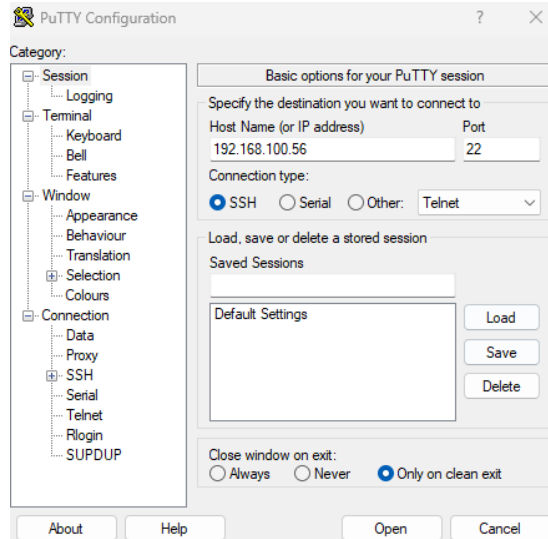 PuTTY Configuration
?
Category:
Session
Logging
Terminal
Keyboard
Bell
Features
Window
Appearance
Behaviour
Translation
Selection
Colours
Connection
Data
Proxy
SSH
Serial
Telnet
Rlogin
SUPDUP
Basic options for your PuTTY session
Specify the destination you want to connect to
Host Name (or IP address) Port
192.168.100.56 22
Connection type:
SSH Serial Other: Telnet
Load, save or delete a stored session
Saved Sessions
Default Settings
Load
Save
Delete
Close window on exit:
Always Never Only on clean exit
About Help Open Cancel